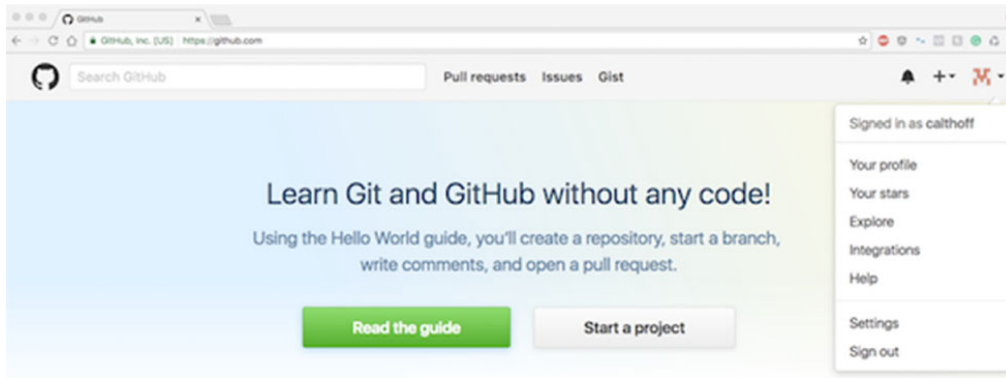 GitHub
GitHub, Inc. [US] https://github.com
Search GitHub
Pull requests Issues Gist
Signed in as calthoff
Your profile
Your stars
Explore
Integrations
Help
Settings
Sign out
Learn Git and GitHub without any code!
Using the Hello World guide, you'll create a repository, start a branch,
write comments, and open a pull request.
Read the guide Start a project